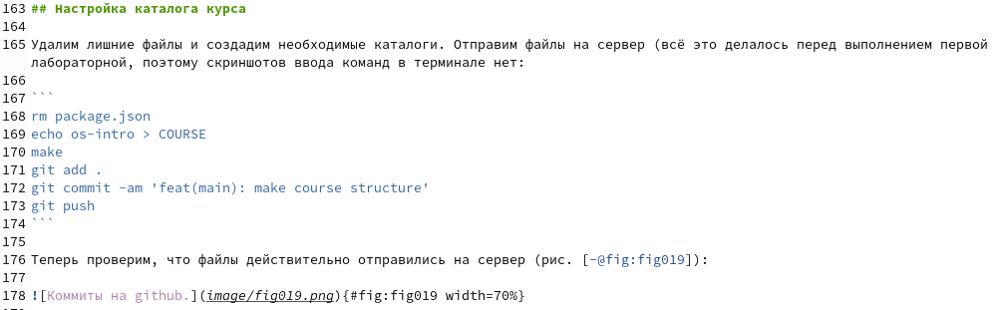 163 ## Настройка каталога курса
164
165 Удалим лишние файлы и создадим необходимые каталоги. Отправим файлы на сервер (всё это делалось перед выполнением первой
лабораторной, поэтому скриншотов ввода команд в терминале нет:
166
167 ```
168 rm package.json
169 echo os-intro > COURSE
170 make
171 git add .
172 git commit -am 'feat(main): make course structure'
173 git push
174 ```
175
176 Теперь проверим, что файлы действительно отправились на сервер (рис. [-@fig:fig019]):
177
178 ![Коммиты на github.](image/fig019.png){#fig:fig019 width=70%}